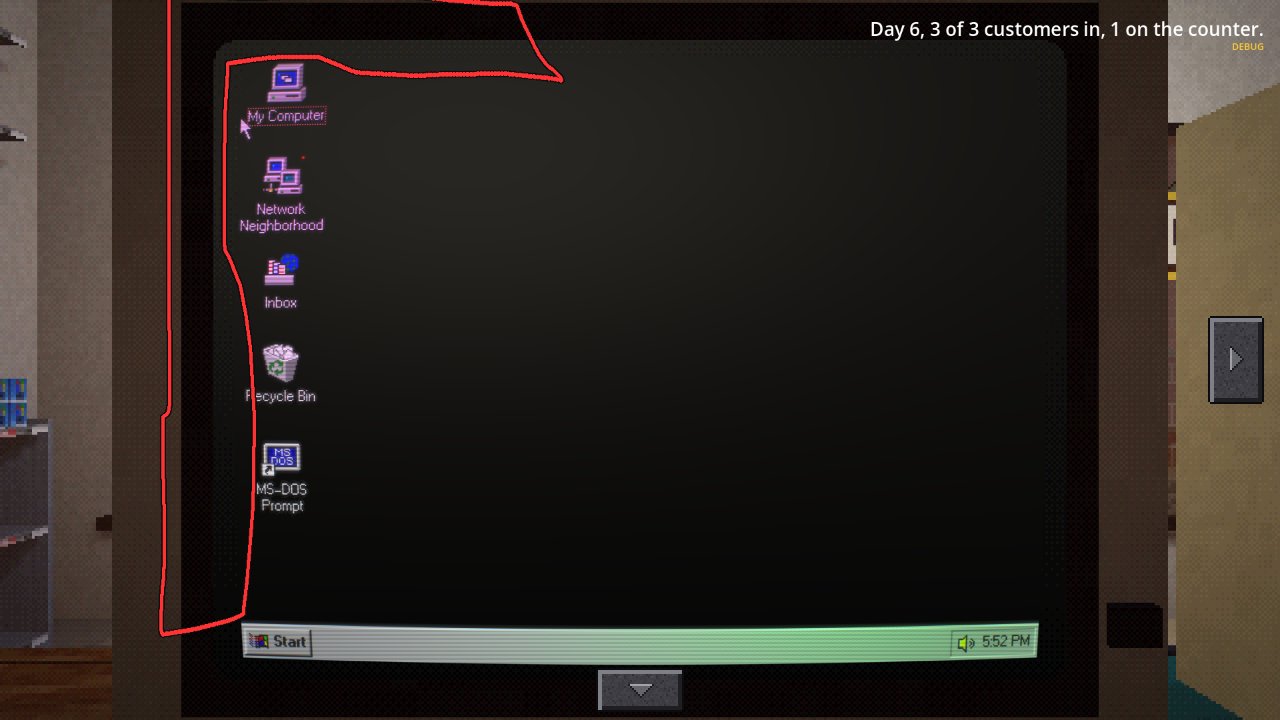 Day 6, 3 of 3 customers in, 1 on the counter.
DEBUG
My Computer
Network
Neighborhood
Inbox
Recycle Bin
MS
DOS
MS-DOS
Prompt
Start
5:52 PM